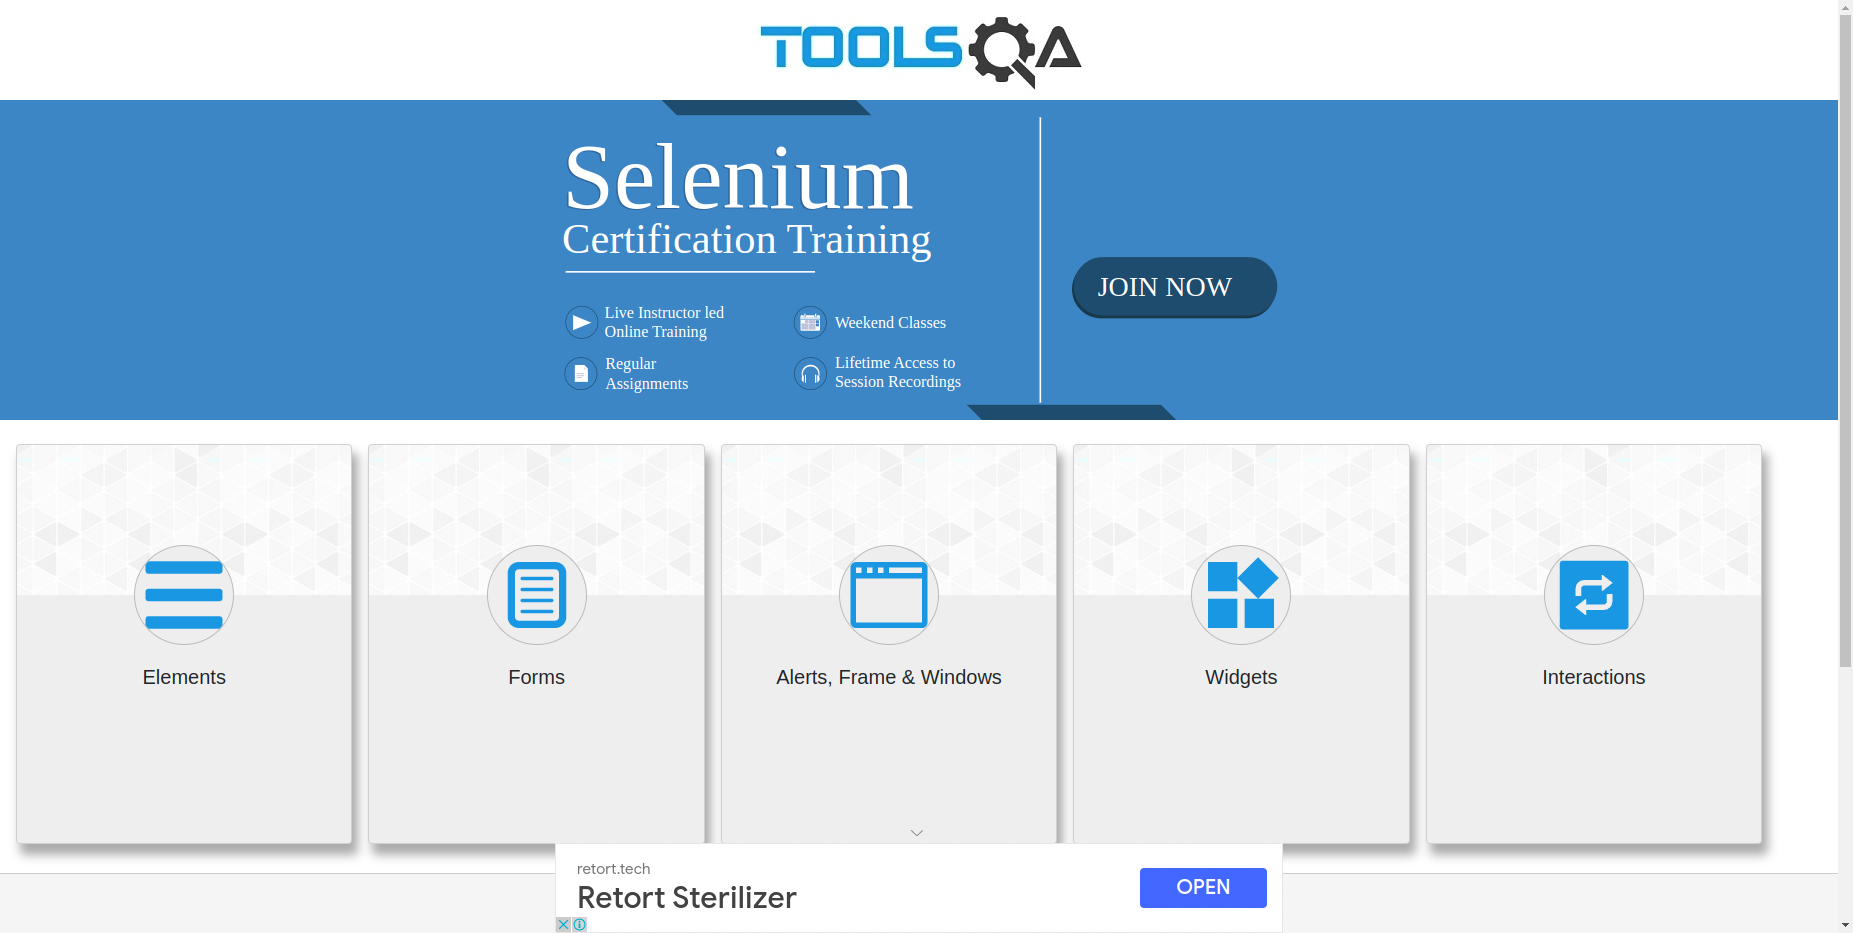 TOOLSQA
Selenium
Certification Training
Live Instructor led
Online Training
Weekend Classes
Regular
Assignments
Lifetime Access to
Session Recordings
JOIN NOW
Elements
Forms
Alerts, Frame & Windows
Widgets
Interactions
retort.tech
Retort Sterilizer
OPEN